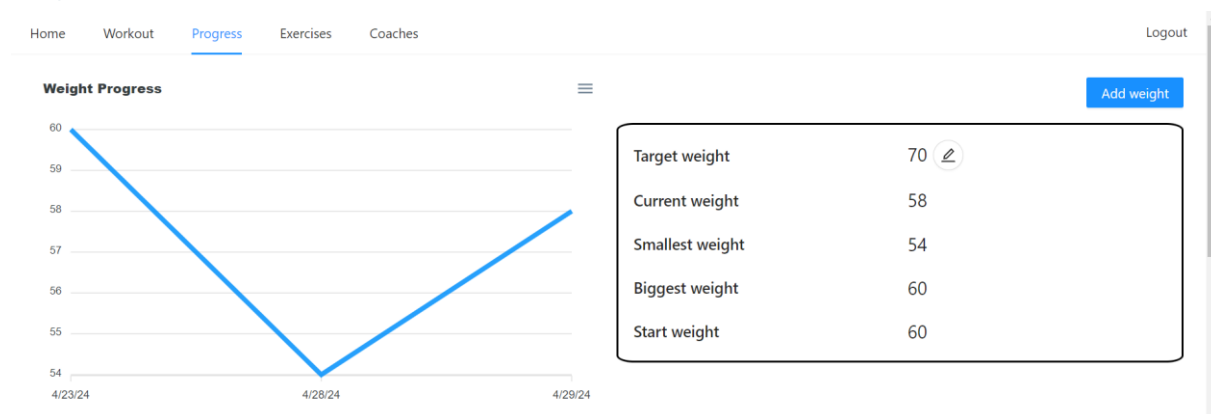 Home Workout Progress Exercises Coaches Logout
Weight Progress
Add weight
60
59
58
57
56
55
54
4/23/24 4/28/24 4/29/24
Target weight 70
Current weight 58
Smallest weight 54
Biggest weight 60
Start weight 60